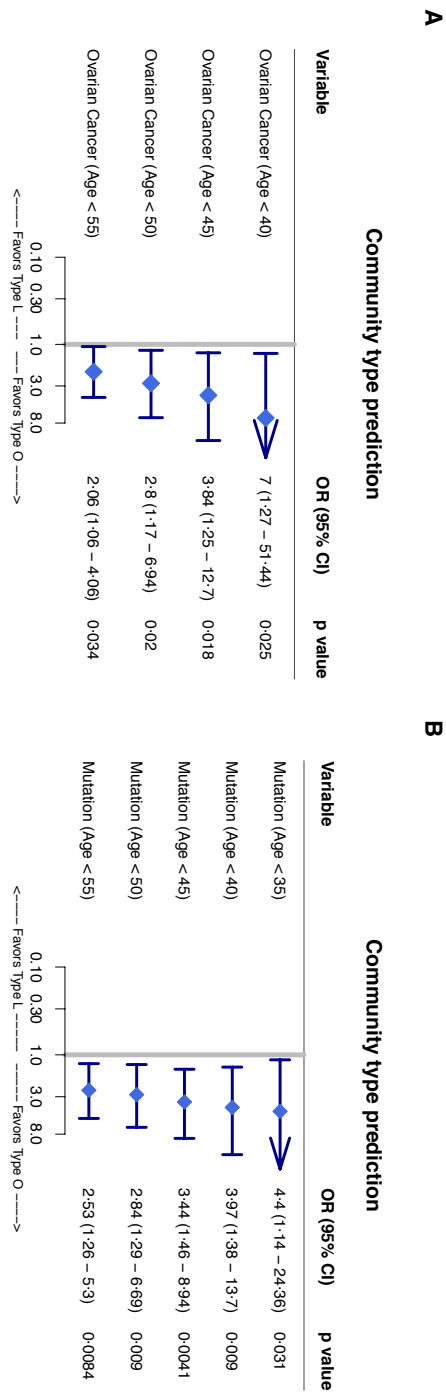 A
Community type prediction
Variable OR (95% CI) p value
Ovarian Cancer (Age < 40) 7 (1·27 – 51·44) 0·025
Ovarian Cancer (Age < 45) 3·84 (1·25 – 12·7) 0·018
Ovarian Cancer (Age < 50) 2·8 (1·17 – 6·94) 0·02
Ovarian Cancer (Age < 55) 2·06 (1·06 – 4·06) 0·034
0.10 0.30 1.0 3.0 8.0
<---- Favors Type L --- --- Favors Type O ---->
B
Community type prediction
Variable OR (95% CI) p value
Mutation (Age < 35) 4·4 (1·14 – 24·36) 0·031
Mutation (Age < 40) 3·97 (1·38 – 13·7) 0·009
Mutation (Age < 45) 3·44 (1·46 – 8·94) 0·0041
Mutation (Age < 50) 2·84 (1·29 – 6·69) 0·009
Mutation (Age < 55) 2·53 (1·26 – 5·3) 0·0084
0.10 0.30 1.0 3.0 8.0
<---- Favors Type L ----- ----- Favors Type O ---->